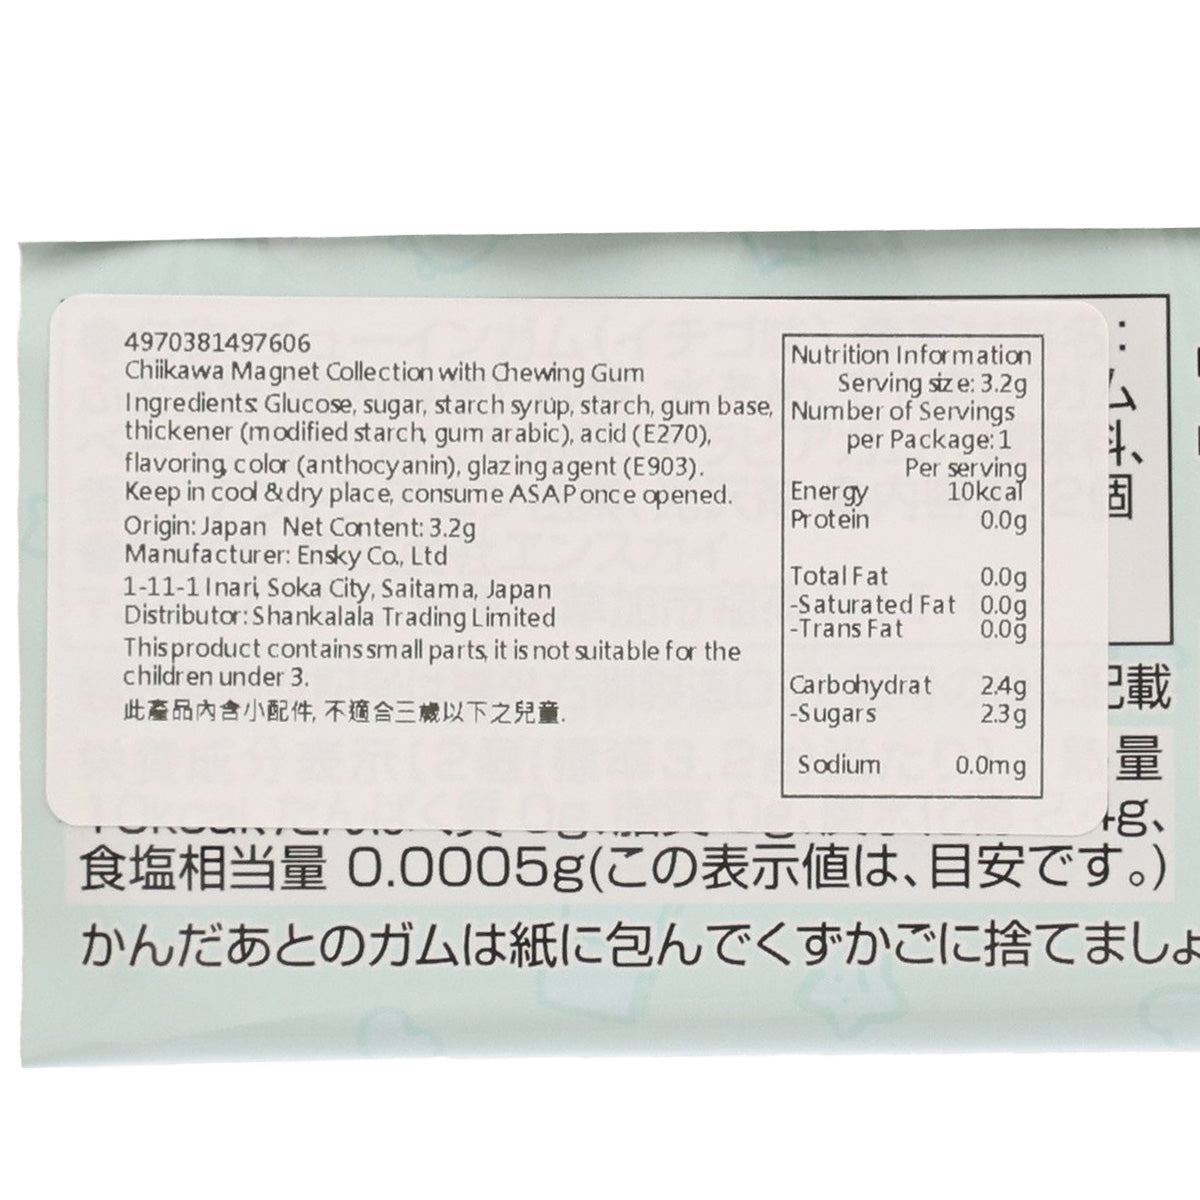 4970381497606
Chiikawa Magnet Collection with Chewing Gum
Ingredients: Glucose, sugar, starch syrup, starch, gum base,
thickener (modified starch, gum arabic), acid (E270),
flavoring, color (anthocyanin), glazing agent (E903).
Keep in cool & dry place, consume ASAP once opened.
Origin: Japan Net Content: 3.2g
Manufacturer: Ensky Co., Ltd
1-11-1 Inari, Soka City, Saitama, Japan
Distributor: Shankalala Trading Limited
This product contains small parts, it is not suitable for the
children under 3.
此產品內含小配件, 不適合三歲以下之兒童.
Nutrition Information
Serving size: 3.2g
Number of Servings
per Package: 1
Per serving
Energy 10kcal
Protein 0.0g
Total Fat 0.0g
-Saturated Fat 0.0g
-Trans Fat 0.0g
Carbohydrat 2.4g
-Sugars 2.3g
Sodium 0.0mg
ム
料、
個
記載
量
4g、
食塩相当量 0.0005g(この表示値は、目安です。)
かんだあとのガムは紙に包んでくずかごに捨てましょ